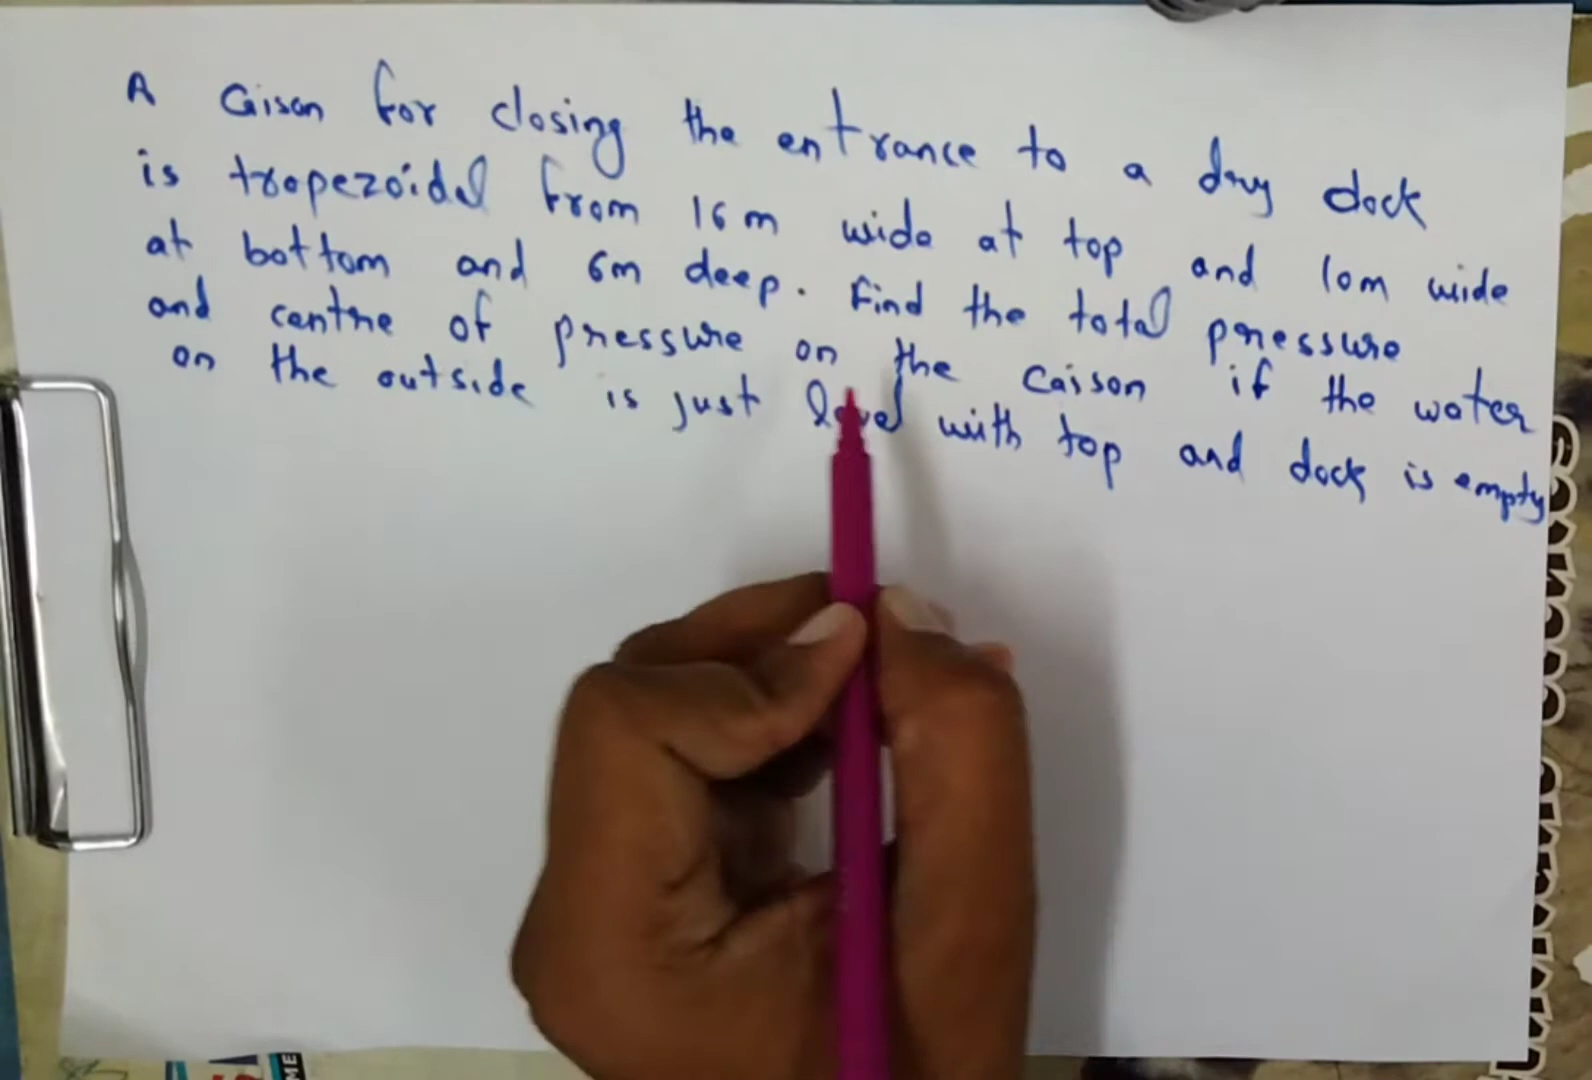 A Caison for closing the entrance to a dry dock
is tropezoidal from 16m wide at top and 10m wide
at bottom and 6m deep. Find the total pressure
and centre of pressure on the caison if the water
on the outside is just level with top and dock is empty